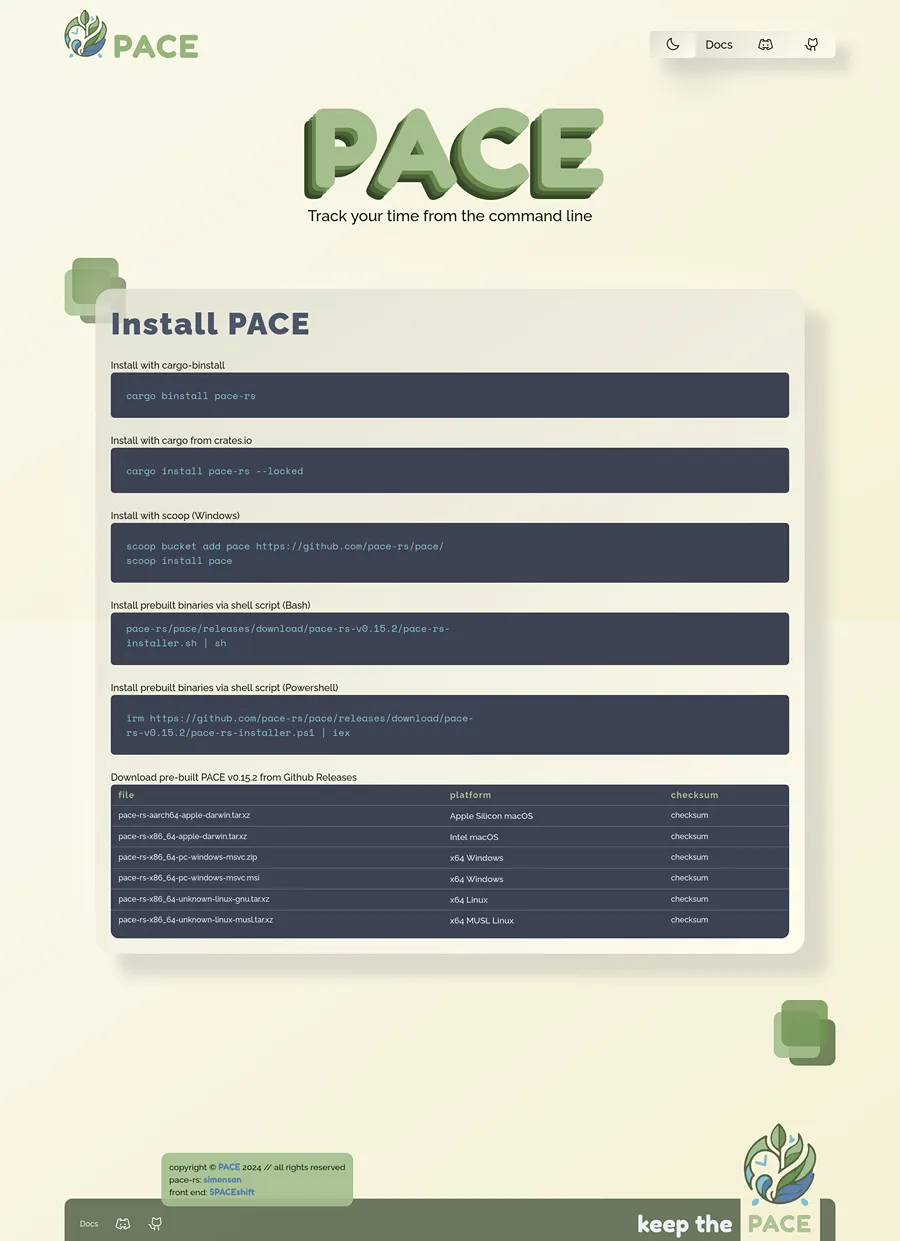 PACE
Docs
PACE
Track your time from the command line
Install PACE
Install with cargo-binstall
cargo binstall pace-rs
Install with cargo from crates.io
cargo install pace-rs --locked
Install with scoop (Windows)
scoop bucket add pace https://github.com/pace-rs/pace/
scoop install pace
Install prebuilt binaries via shell script (Bash)
pace-rs/pace/releases/download/pace-rs-v0.15.2/pace-rs-
installer.sh | sh
Install prebuilt binaries via shell script (Powershell)
irm https://github.com/pace-rs/pace/releases/download/pace-
rs-v0.15.2/pace-rs-installer.ps1 | iex
Download pre-built PACE v0.15.2 from Github Releases
file platform checksum
pace-rs-aarch64-apple-darwin.tar.xz Apple Silicon macOS checksum
pace-rs-x86_64-apple-darwin.tar.xz Intel macOS checksum
pace-rs-x86_64-pc-windows-msvc.zip x64 Windows checksum
pace-rs-x86_64-pc-windows-msvc.msi x64 Windows checksum
pace-rs-x86_64-unknown-linux-gnu.tar.xz x64 Linux checksum
pace-rs-x86_64-unknown-linux-musl.tar.xz x64 MUSL Linux checksum
copyright © PACE 2024 // all rights reserved
pace-rs: simonsan
front end: SPACEshift
Docs
keep the PACE